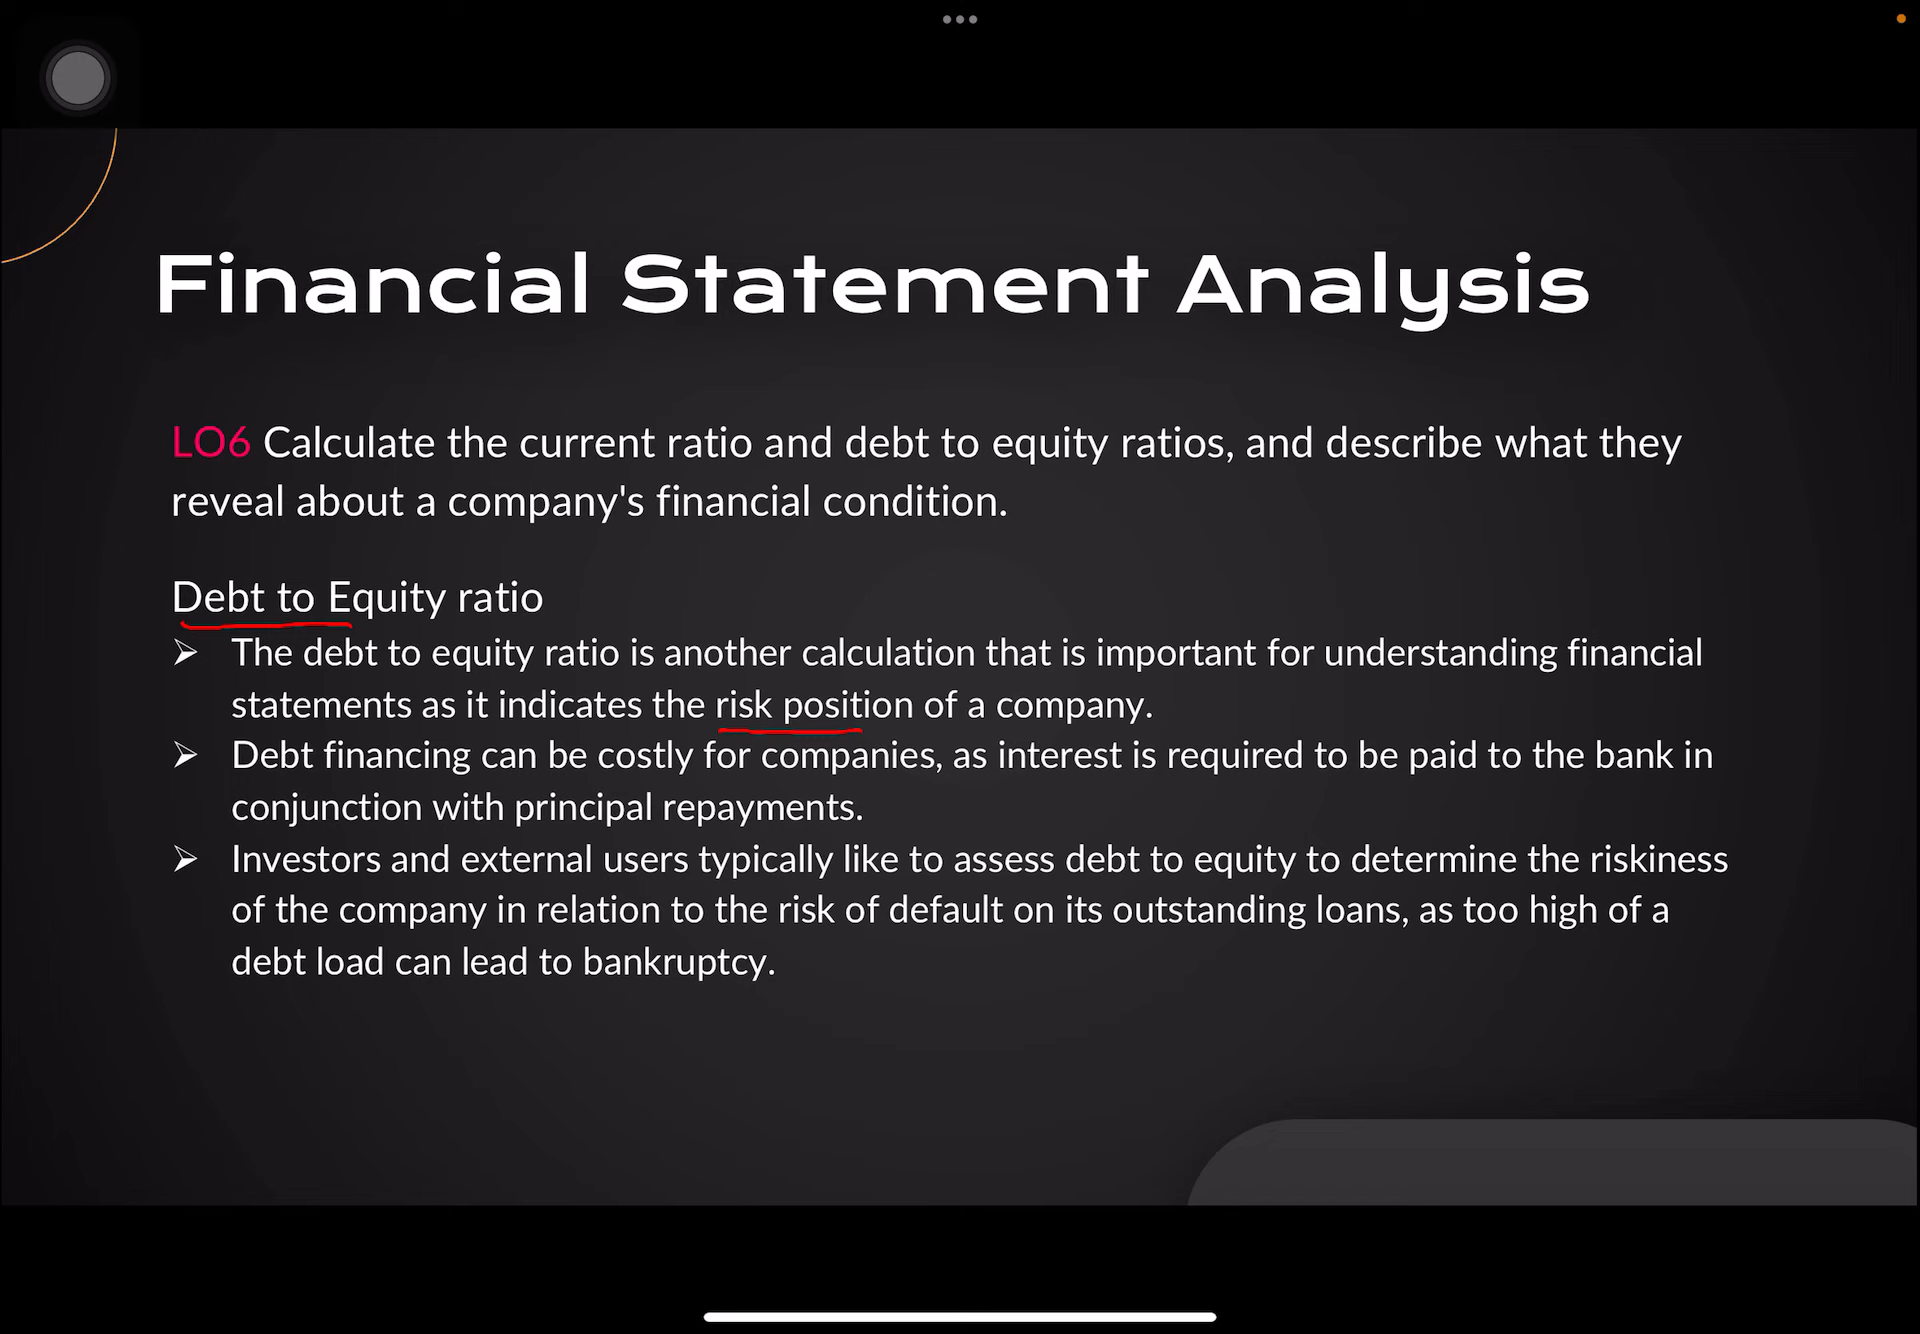 Financial Statement Analysis
LO6 Calculate the current ratio and debt to equity ratios, and describe what they
reveal about a company's financial condition.
Debt to Equity ratio
➢ The debt to equity ratio is another calculation that is important for understanding financial
statements as it indicates the risk position of a company.
➢ Debt financing can be costly for companies, as interest is required to be paid to the bank in
conjunction with principal repayments.
➢ Investors and external users typically like to assess debt to equity to determine the riskiness
of the company in relation to the risk of default on its outstanding loans, as too high of a
debt load can lead to bankruptcy.